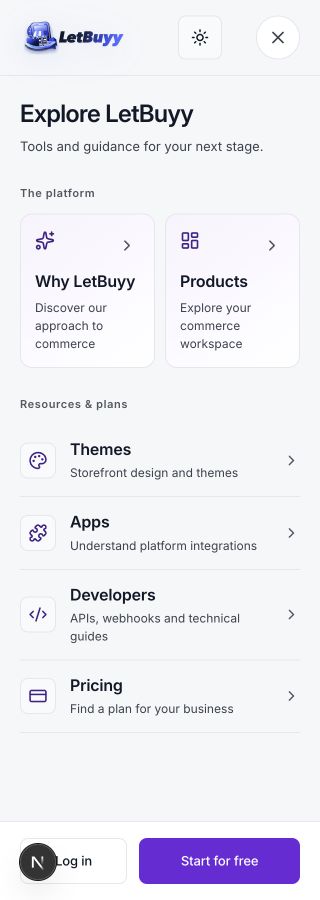 LetBuyy
Explore LetBuyy
Tools and guidance for your next stage.
The platform
Why LetBuyy
Discover our
approach to
commerce
Products
Explore your
commerce
workspace
Resources & plans
Themes
Storefront design and themes
Apps
Understand platform integrations
Developers
APIs, webhooks and technical
guides
Pricing
Find a plan for your business
N
Log in
Start for free